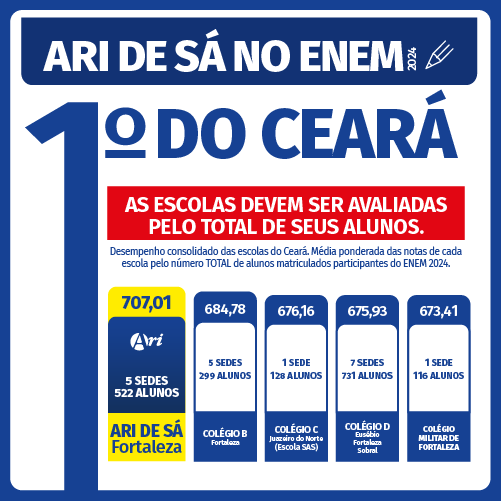 ARI DE SÁ NO ENEM 2024
1º DO CEARÁ
AS ESCOLAS DEVEM SER AVALIADAS
PELO TOTAL DE SEUS ALUNOS.
Desempenho consolidado das escolas do Ceará. Média ponderada das notas de cada
escola pelo número TOTAL de alunos matriculados participantes do ENEM 2024.
707,01
Ari
5 SEDES
522 ALUNOS
ARI DE SÁ
Fortaleza
684,78
5 SEDES
299 ALUNOS
COLÉGIO B
Fortaleza
676,16
1 SEDE
128 ALUNOS
COLÉGIO C
Juazeiro do Norte
(Escola SAS)
675,93
7 SEDES
731 ALUNOS
COLÉGIO D
Eusébio
Fortaleza
Sobral
673,41
1 SEDE
116 ALUNOS
COLÉGIO
MILITAR DE
FORTALEZA